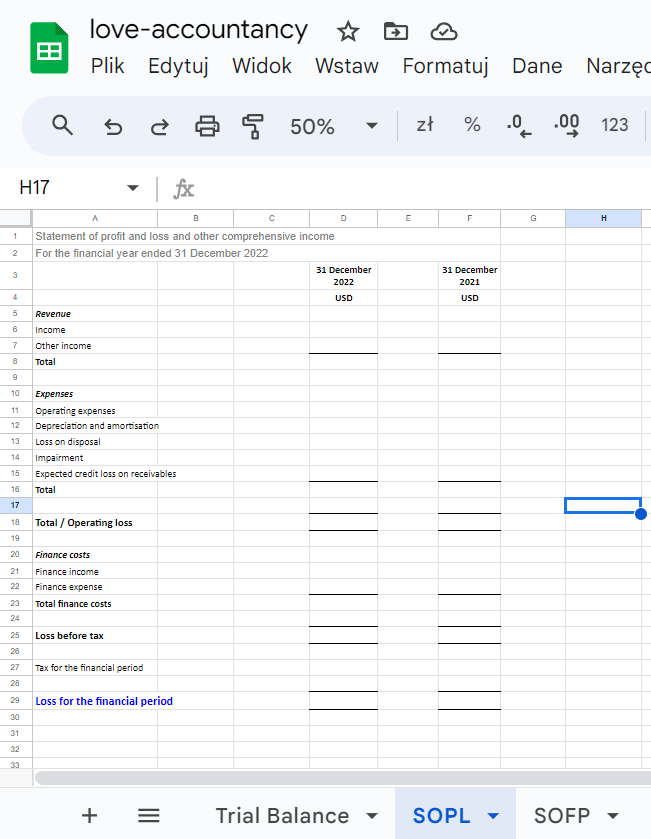 love-accountancy
Plik Edytuj Widok Wstaw Formatuj Dane Narzęd
50% zł % .0 .00 123
H17 fx
A B C D E F G H
1 Statement of profit and loss and other comprehensive income
2 For the financial year ended 31 December 2022
3 31 December 2022 31 December 2021
4 USD USD
5 Revenue
6 Income
7 Other income
8 Total
9
10 Expenses
11 Operating expenses
12 Depreciation and amortisation
13 Loss on disposal
14 Impairment
15 Expected credit loss on receivables
16 Total
17
18 Total / Operating loss
19
20 Finance costs
21 Finance income
22 Finance expense
23 Total finance costs
24
25 Loss before tax
26
27 Tax for the financial period
28
29 Loss for the financial period
30
31
32
33
Trial Balance SOPL SOFP